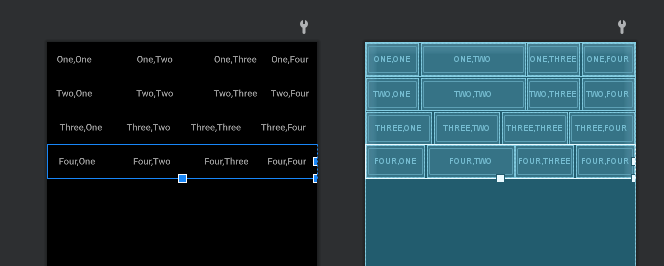 One,One One,Two One,Three One,Four
Two,One Two,Two Two,Three Two,Four
Three,One Three,Two Three,Three Three,Four
Four,One Four,Two Four,Three Four,Four
ONE,ONE ONE,TWO ONE,THREE ONE,FOUR
TWO,ONE TWO,TWO TWO,THREE TWO,FOUR
THREE,ONE THREE,TWO THREE,THREE THREE,FOUR
FOUR,ONE FOUR,TWO FOUR,THREE FOUR,FOUR